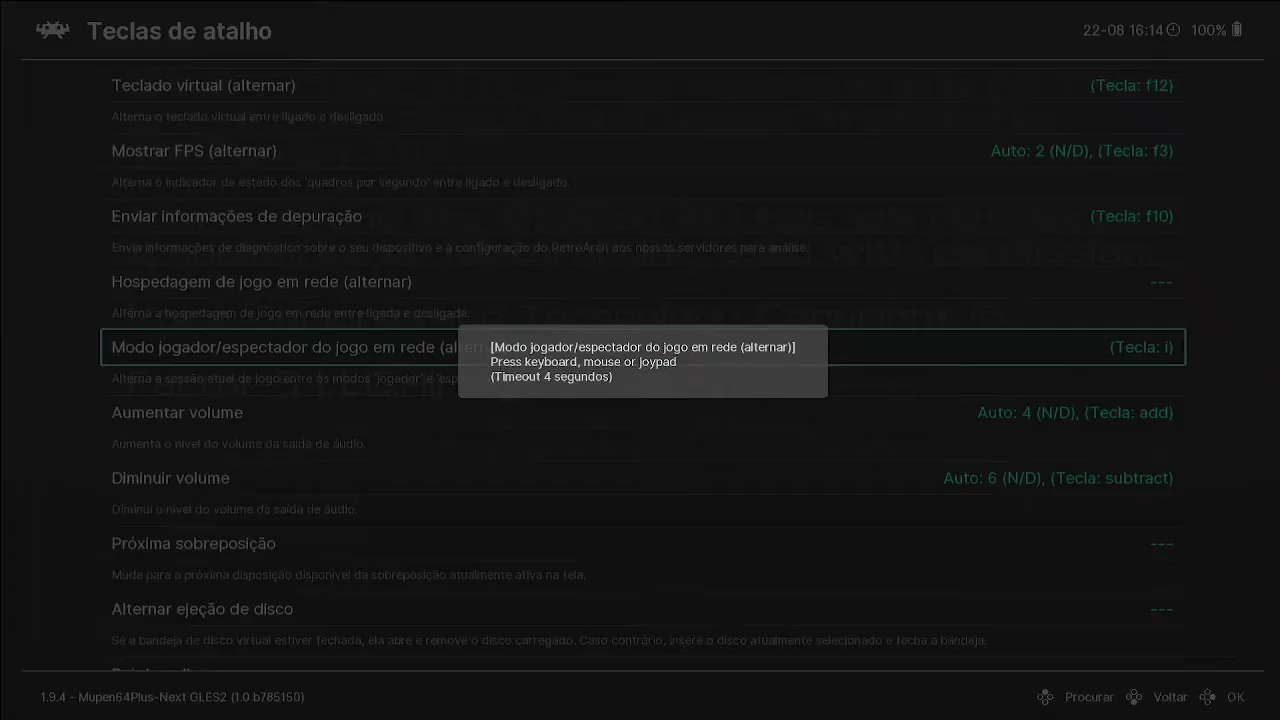 Teclas de atalho
22-08 16:14 100%
Teclado virtual (alternar) (Tecla: f12)
Alterna o teclado virtual entre ligado e desligado.
Mostrar FPS (alternar) Auto: 2 (N/D), (Tecla: f3)
Alterna o indicador de estado dos 'quadros por segundo' entre ligado e desligado.
Enviar informações de depuração (Tecla: f10)
Envia informações de diagnóstico sobre o seu dispositivo e a configuração do RetroArch aos nossos servidores para análise.
Hospedagem de jogo em rede (alternar) ---
Alterna a hospedagem de jogo em rede entre ligada e desligada.
Modo jogador/espectador do jogo em rede (Tecla: i)
Alterna a sessão atual de jogo entre os modos 'jogador' e
[Modo jogador/espectador do jogo em rede (alternar)]
Press keyboard, mouse or joypad
(Timeout 4 segundos)
Aumentar volume Auto: 4 (N/D), (Tecla: add)
Aumenta o nível do volume da saída de áudio.
Diminuir volume Auto: 6 (N/D), (Tecla: subtract)
Diminui o nível do volume da saída de áudio.
Próxima sobreposição ---
Muda para a próxima disposição disponível da sobreposição atualmente ativa na tela.
Alternar ejeção de disco ---
Se a bandeja de disco virtual estiver fechada, ela abre e remove o disco carregado. Caso contrário, insere o disco atualmente selecionado e fecha a bandeja.
1.9.4 - Mupen64Plus-Next GLES2 (1.0 b785150) Procurar Voltar OK